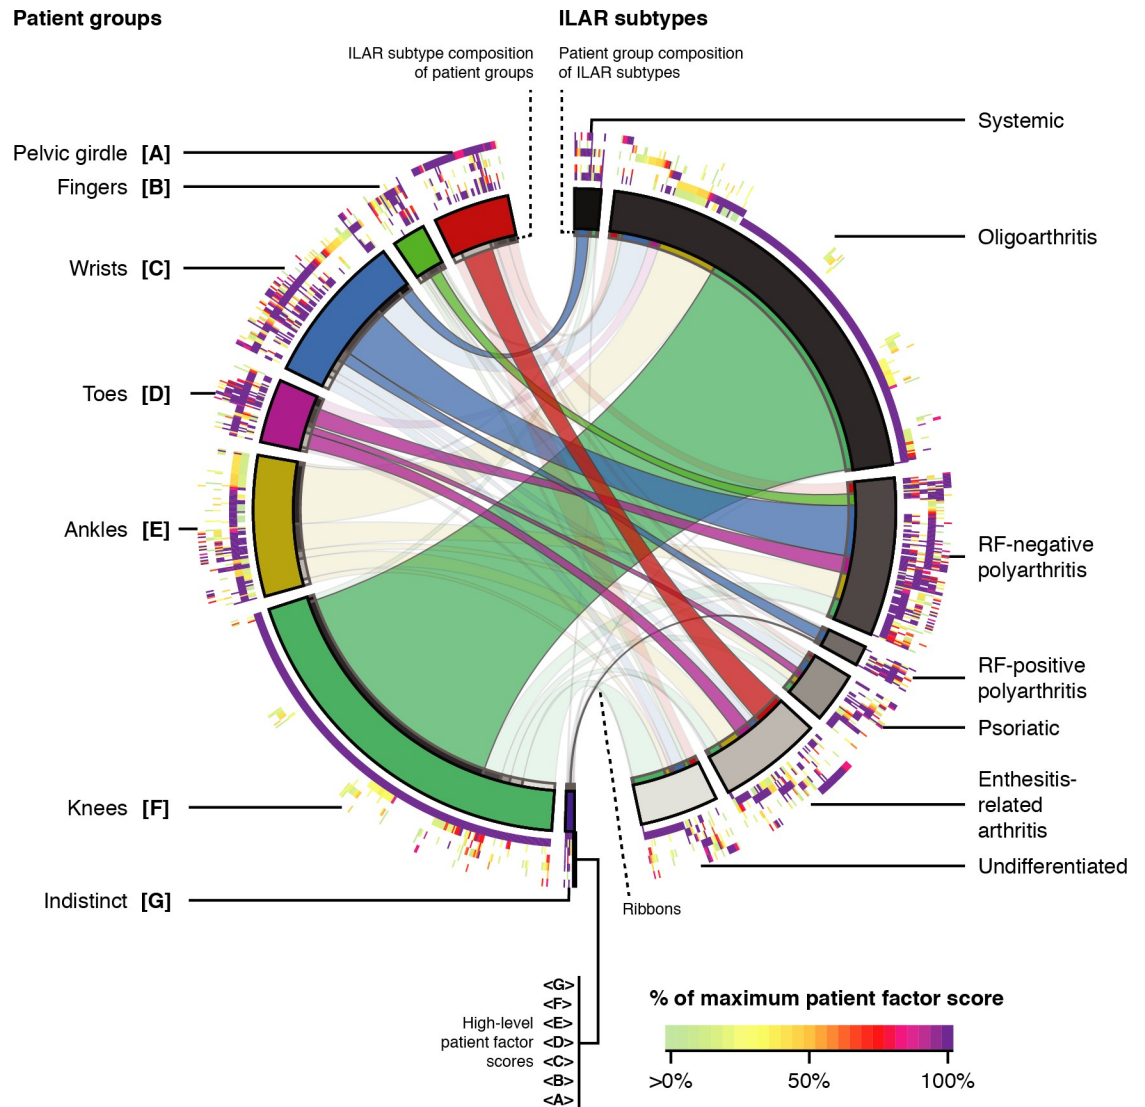 Patient groups
ILAR subtypes
ILAR subtype composition
of patient groups
Patient group composition
of ILAR subtypes
Pelvic girdle [A]
Fingers [B]
Wrists [C]
Toes [D]
Ankles [E]
Knees [F]
Indistinct [G]
Systemic
Oligoarthritis
RF-negative
polyarthritis
RF-positive
polyarthritis
Psoriatic
Enthesitis-
related
arthritis
Undifferentiated
Ribbons
High-level
patient factor
scores
<G>
<F>
<E>
<D>
<C>
<B>
<A>
% of maximum patient factor score
>0%
50%
100%